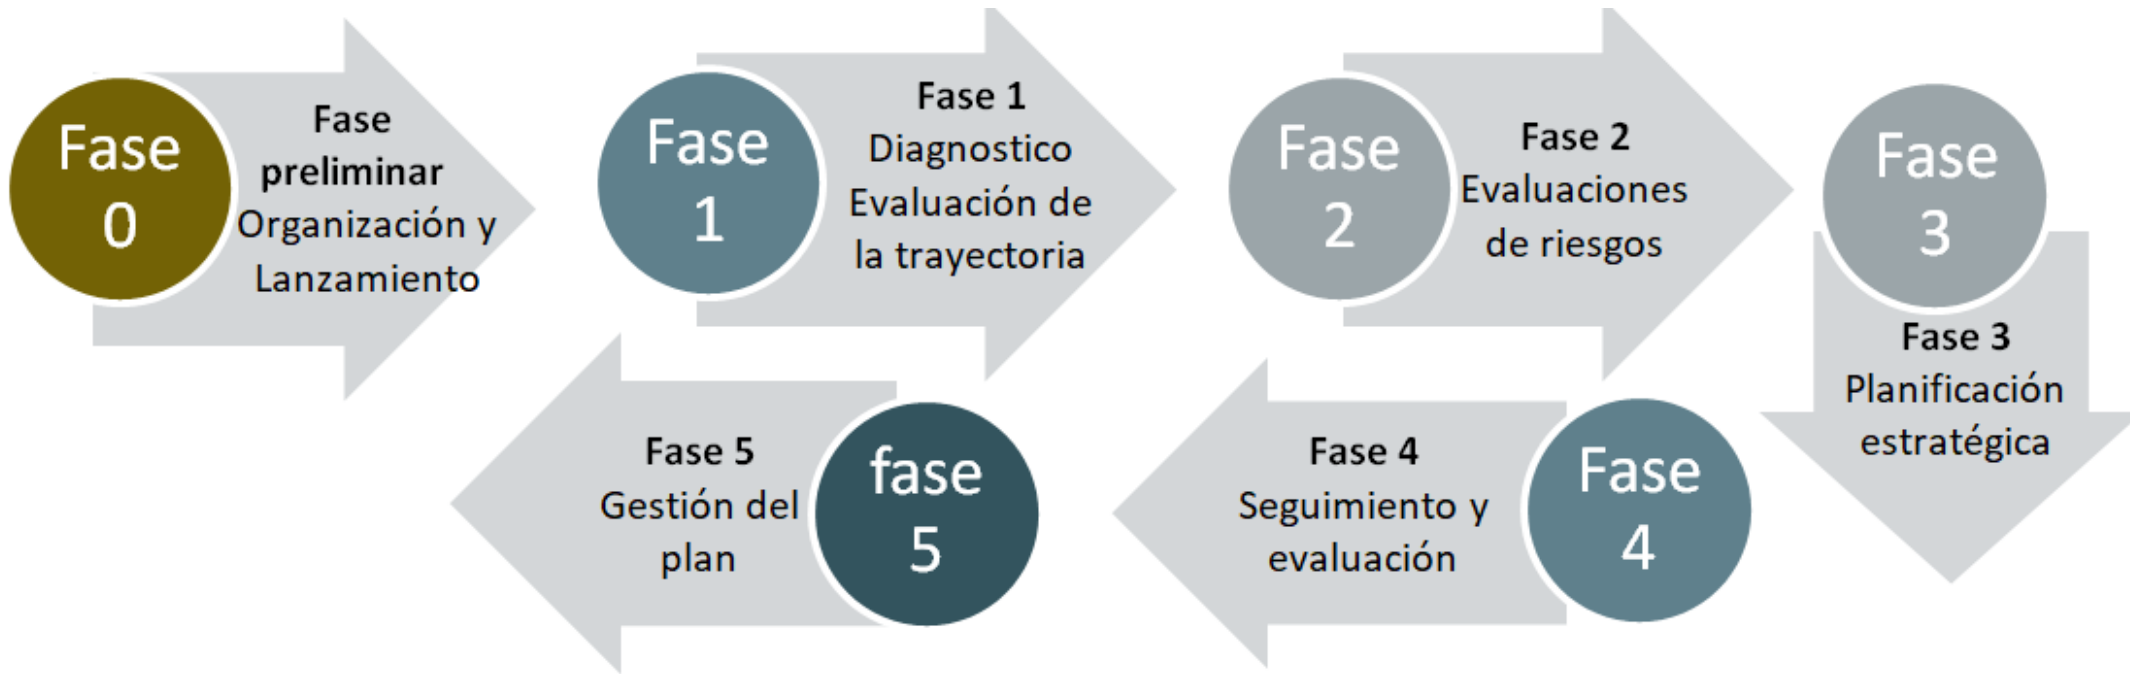 Fase
0
Fase
preliminar
Organización y
Lanzamiento
Fase
1
Fase 1
Diagnostico
Evaluación de
la trayectoria
Fase
2
Fase 2
Evaluaciones
de riesgos
Fase
3
Fase 3
Planificación
estratégica
Fase
4
Fase 4
Seguimiento y
evaluación
fase
5
Fase 5
Gestión del
plan